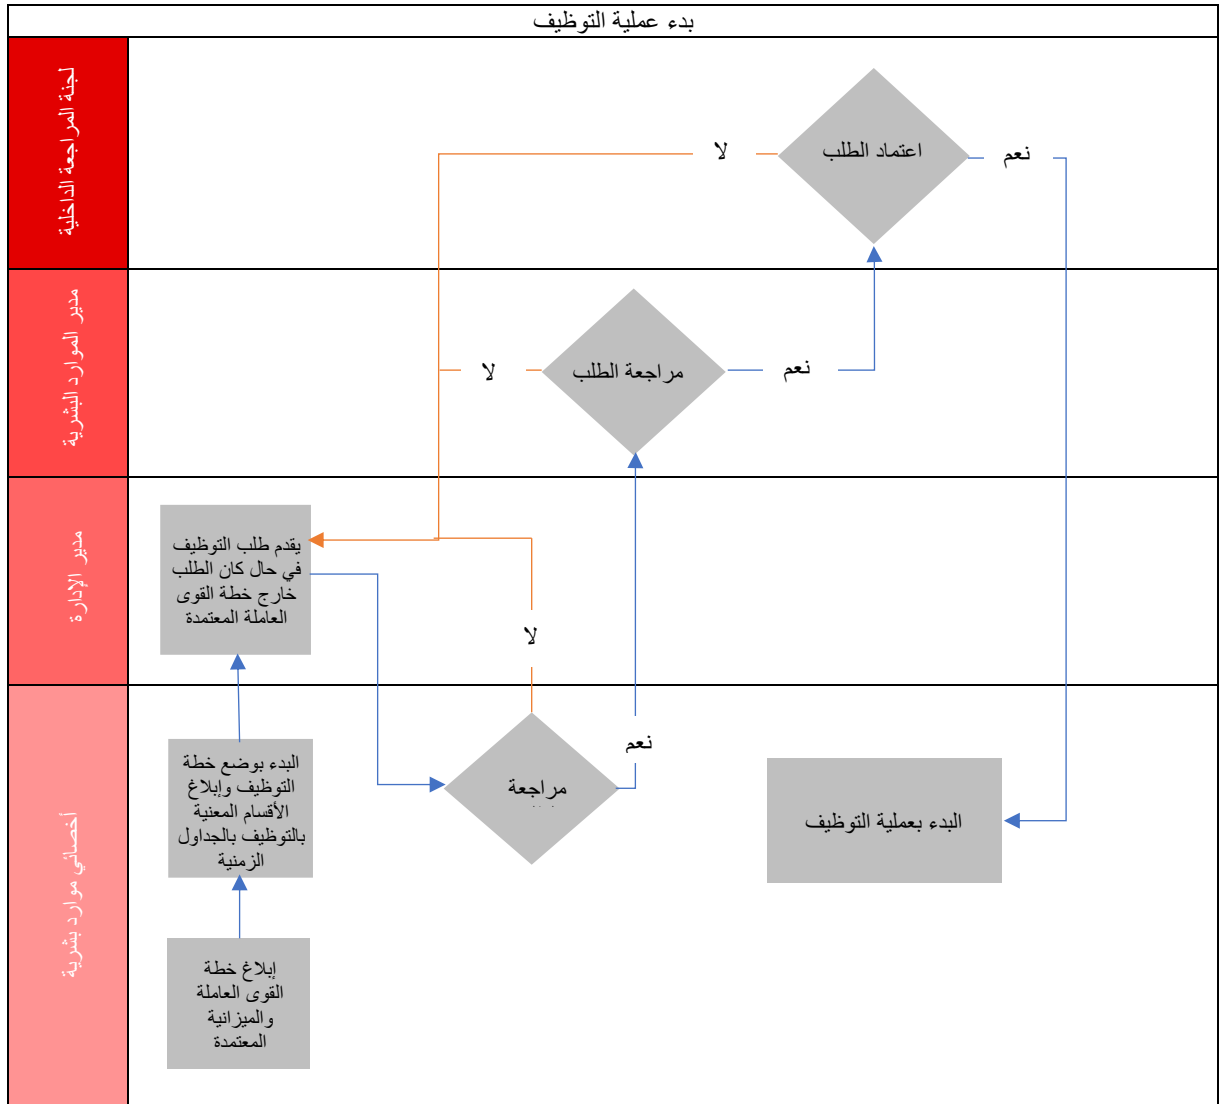 بدء عملية التوظيف
لجنة المراجعة الداخلية
اعتماد الطلب
نعم
لا
مدير الموارد البشرية
مراجعة الطلب
نعم
لا
مدير الإدارة
يقدم طلب التوظيف
في حال كان الطلب
خارج خطة القوى
العاملة المعتمدة
لا
أخصائي موارد بشرية
البدء بوضع خطة
التوظيف وإبلاغ
الأقسام المعنية
بالتوظيف بالجداول
الزمنية
مراجعة
نعم
البدء بعملية التوظيف
إبلاغ خطة
القوى العاملة
والميزانية
المعتمدة